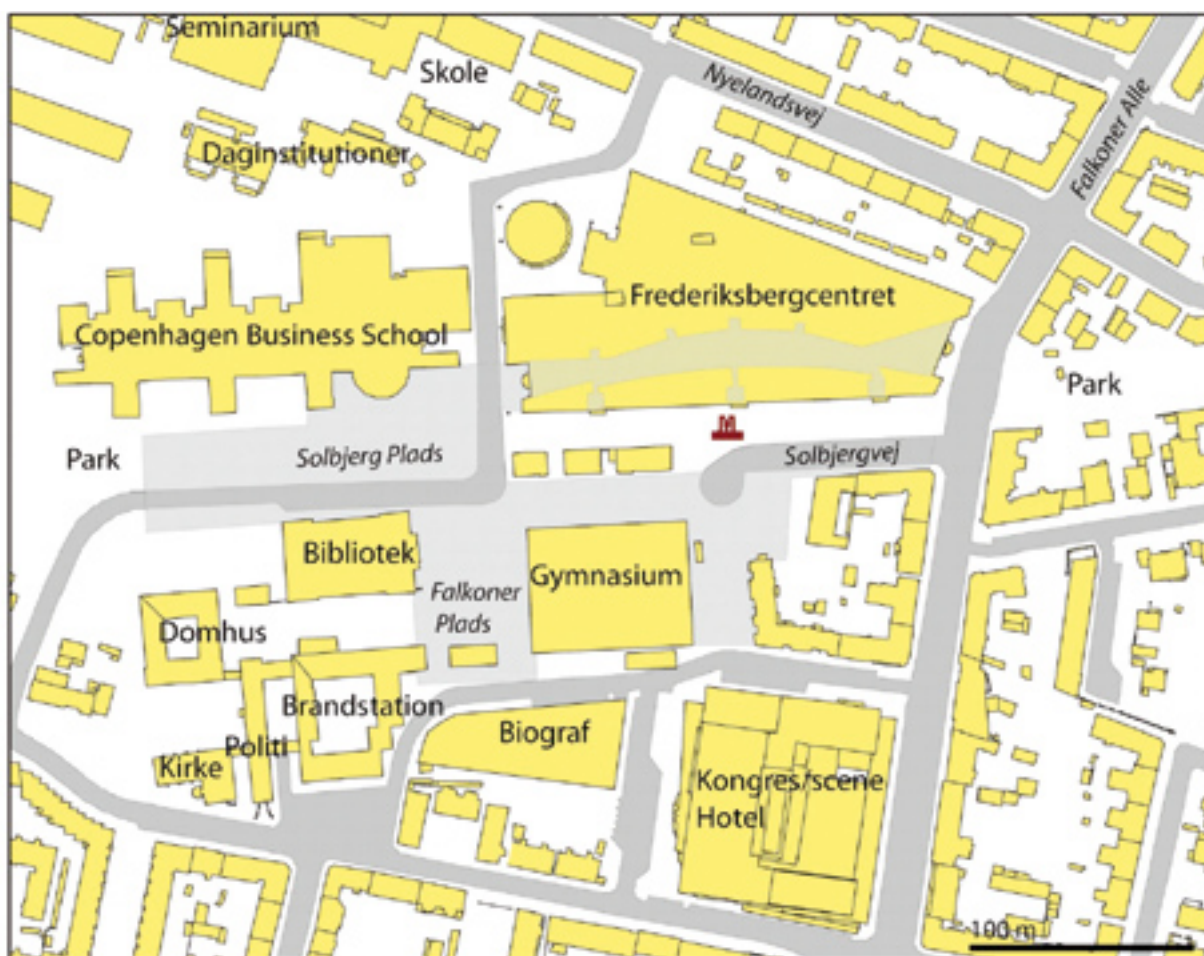 Seminarium
Skole
Nyelandsvej
Falkoner Alle
Daginstitutioner
Frederiksbergcentret
Copenhagen Business School
Park
M
Park
Solbjerg Plads
Solbjergvej
Bibliotek
Gymnasium
Falkoner
Plads
Domhus
Brandstation
Politi
Biograf
Kirke
Kongres/scene
Hotel
100 m